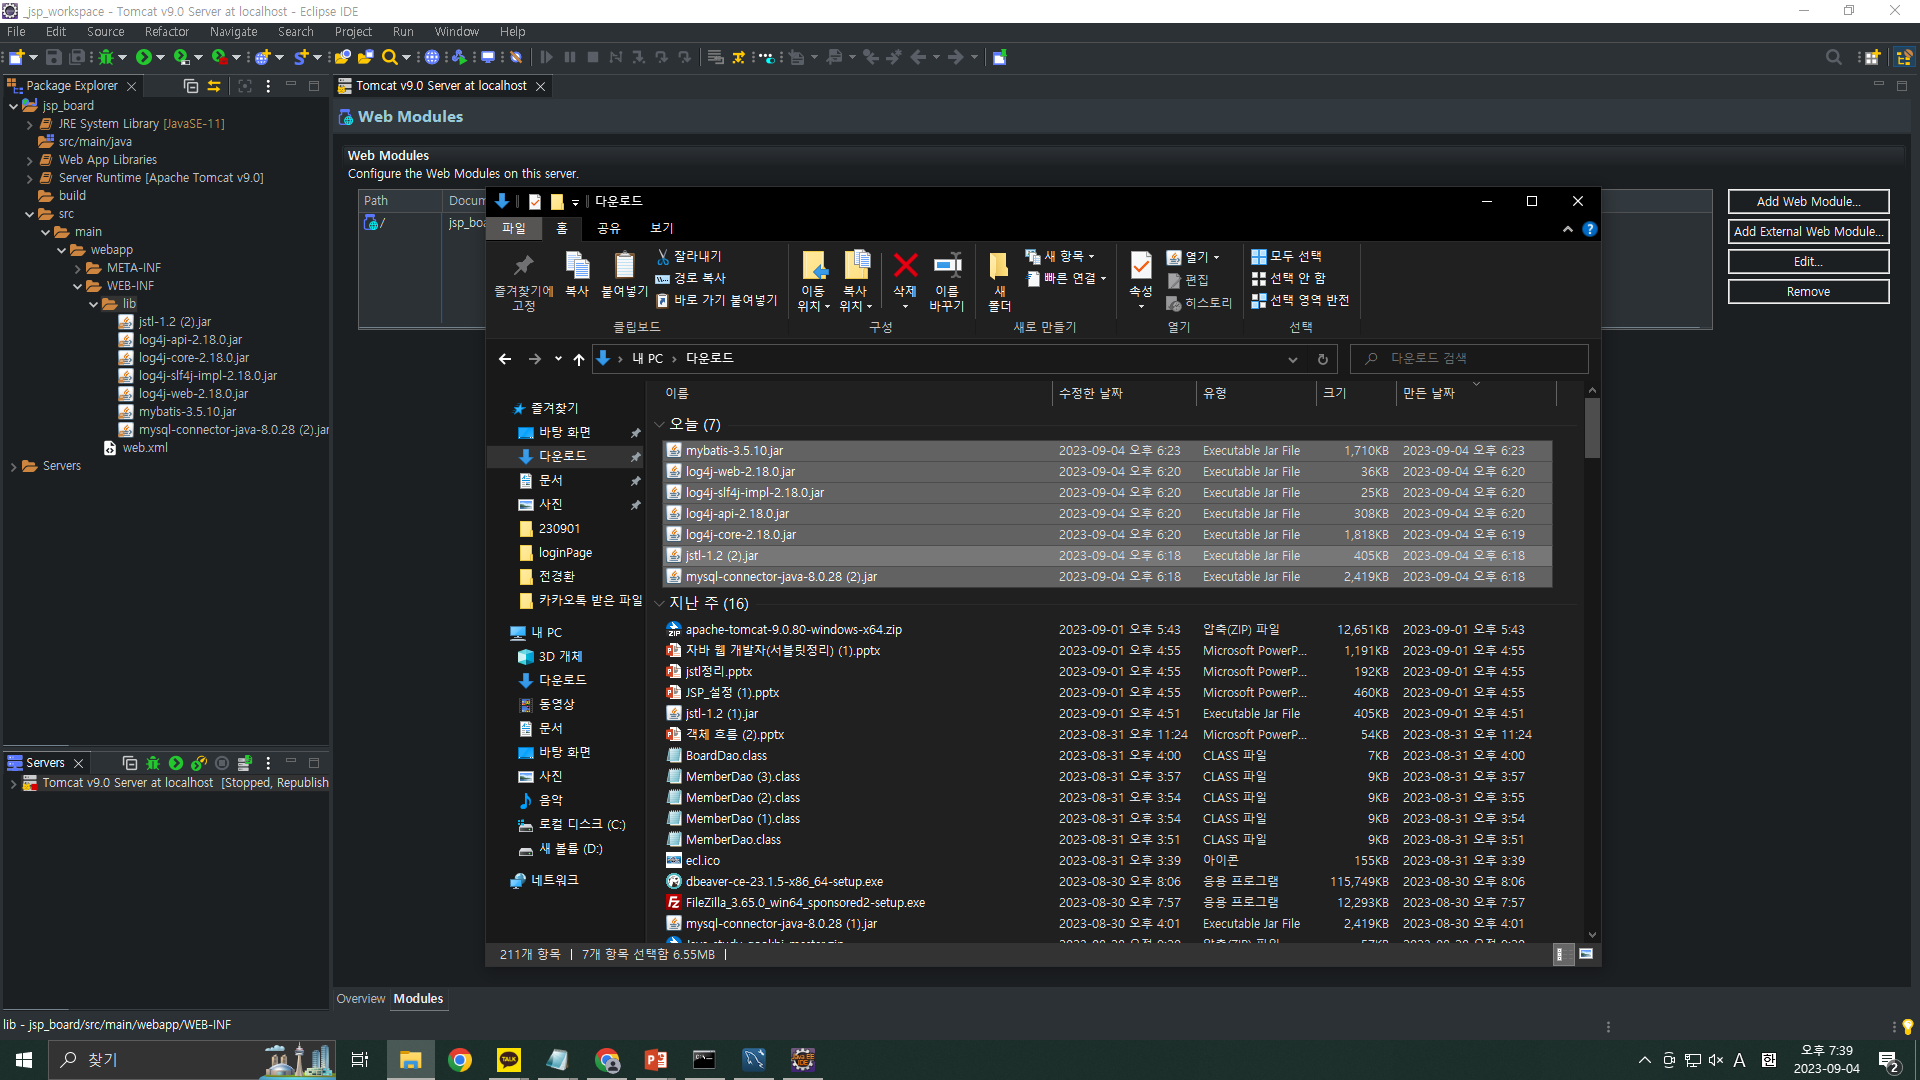 _jsp_workspace - Tomcat v9.0 Server at localhost - Eclipse IDE
File Edit Source Refactor Navigate Search Project Run Window Help
Package Explorer
jsp_board
JRE System Library [JavaSE-11]
src/main/java
Web App Libraries
Server Runtime [Apache Tomcat v9.0]
build
src
main
webapp
META-INF
WEB-INF
lib
jstl-1.2 (2).jar
log4j-api-2.18.0.jar
log4j-core-2.18.0.jar
log4j-slf4j-impl-2.18.0.jar
log4j-web-2.18.0.jar
mybatis-3.5.10.jar
mysql-connector-java-8.0.28 (2).jar
web.xml
Servers
Servers
Tomcat v9.0 Server at localhost [Stopped, Republish
Tomcat v9.0 Server at localhost
Web Modules
Web Modules
Configure the Web Modules on this server.
Path Docum
/ jsp_boa
Add Web Module...
Add External Web Module...
Edit...
Remove
다운로드
파일 홈 공유 보기
즐겨찾기에 고정
복사
붙여넣기
잘라내기
경로 복사
바로 가기 붙여넣기
클립보드
이동 위치
복사 위치
삭제
이름 바꾸기
구성
새 폴더
새 항목
빠른 연결
새로 만들기
속성
열기
편집
히스토리
열기
모두 선택
선택 안 함
선택 영역 반전
선택
내 PC 다운로드
다운로드 검색
즐겨찾기
바탕 화면
다운로드
문서
사진
230901
loginPage
전경환
카카오톡 받은 파일
내 PC
3D 개체
다운로드
동영상
문서
바탕 화면
사진
음악
로컬 디스크 (C:)
새 볼륨 (D:)
네트워크
이름 수정한 날짜 유형 크기 만든 날짜
오늘 (7)
mybatis-3.5.10.jar 2023-09-04 오후 6:23 Executable Jar File 1,710KB 2023-09-04 오후 6:23
log4j-web-2.18.0.jar 2023-09-04 오후 6:20 Executable Jar File 36KB 2023-09-04 오후 6:20
log4j-slf4j-impl-2.18.0.jar 2023-09-04 오후 6:20 Executable Jar File 25KB 2023-09-04 오후 6:20
log4j-api-2.18.0.jar 2023-09-04 오후 6:20 Executable Jar File 308KB 2023-09-04 오후 6:20
log4j-core-2.18.0.jar 2023-09-04 오후 6:20 Executable Jar File 1,818KB 2023-09-04 오후 6:19
jstl-1.2 (2).jar 2023-09-04 오후 6:18 Executable Jar File 405KB 2023-09-04 오후 6:18
mysql-connector-java-8.0.28 (2).jar 2023-09-04 오후 6:18 Executable Jar File 2,419KB 2023-09-04 오후 6:18
지난 주 (16)
apache-tomcat-9.0.80-windows-x64.zip 2023-09-01 오후 5:43 압축(ZIP) 파일 12,651KB 2023-09-01 오후 5:43
자바 웹 개발자(서블릿정리) (1).pptx 2023-09-01 오후 4:55 Microsoft PowerP... 1,191KB 2023-09-01 오후 4:55
jstl정리.pptx 2023-09-01 오후 4:55 Microsoft PowerP... 192KB 2023-09-01 오후 4:55
JSP_설정 (1).pptx 2023-09-01 오후 4:55 Microsoft PowerP... 460KB 2023-09-01 오후 4:55
jstl-1.2 (1).jar 2023-09-01 오후 4:51 Executable Jar File 405KB 2023-09-01 오후 4:51
객체 흐름 (2).pptx 2023-08-31 오후 11:24 Microsoft PowerP... 54KB 2023-08-31 오후 11:24
BoardDao.class 2023-08-31 오후 4:00 CLASS 파일 7KB 2023-08-31 오후 4:00
MemberDao (3).class 2023-08-31 오후 3:57 CLASS 파일 9KB 2023-08-31 오후 3:57
MemberDao (2).class 2023-08-31 오후 3:54 CLASS 파일 9KB 2023-08-31 오후 3:55
MemberDao (1).class 2023-08-31 오후 3:54 CLASS 파일 9KB 2023-08-31 오후 3:54
MemberDao.class 2023-08-31 오후 3:51 CLASS 파일 9KB 2023-08-31 오후 3:51
ecl.ico 2023-08-31 오후 3:39 아이콘 155KB 2023-08-31 오후 3:39
dbeaver-ce-23.1.5-x86_64-setup.exe 2023-08-30 오후 8:06 응용 프로그램 115,749KB 2023-08-30 오후 8:06
FileZilla_3.65.0_win64_sponsored2-setup.exe 2023-08-30 오후 7:57 응용 프로그램 12,293KB 2023-08-30 오후 7:57
mysql-connector-java-8.0.28 (1).jar 2023-08-30 오후 4:01 Executable Jar File 2,419KB 2023-08-30 오후 4:01
211개 항목 7개 항목 선택함 6.55MB
Overview Modules
lib - jsp_board/src/main/webapp/WEB-INF
찾기
TALK
A 한
오후 7:39
2023-09-04
2